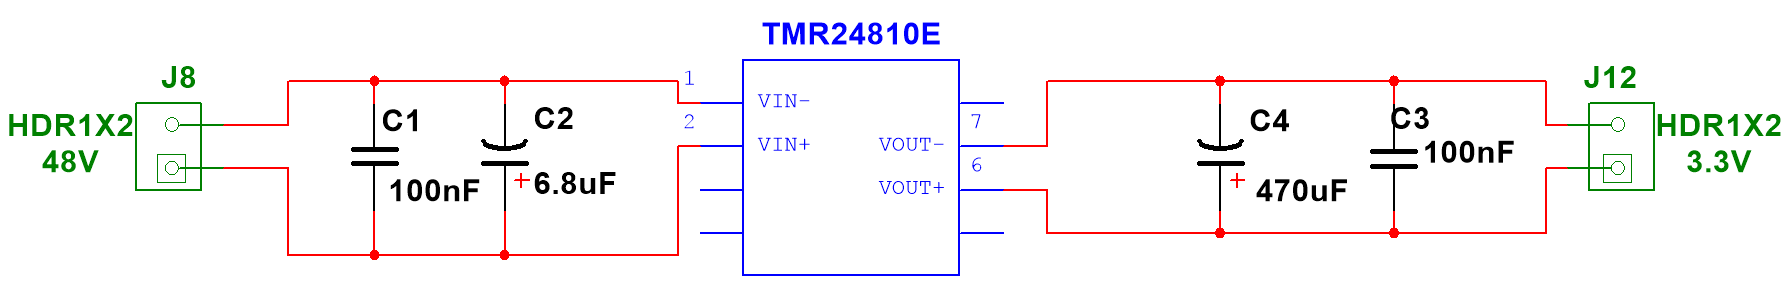 TMR24810E
J8
HDR1X2
48V
C1
100nF
C2
+
6.8uF
1
2
VIN-
VIN+
7
6
VOUT-
VOUT+
C4
+
470uF
C3
100nF
J12
HDR1X2
3.3V